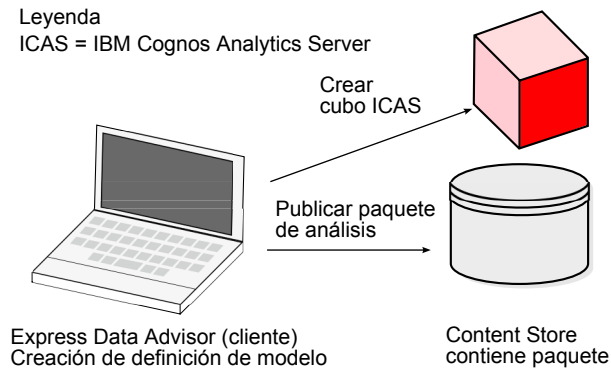 Leyenda
ICAS = IBM Cognos Analytics Server
Crear
cubo ICAS
Publicar paquete
de análisis
Express Data Advisor (cliente)
Creación de definición de modelo
Content Store
contiene paquete